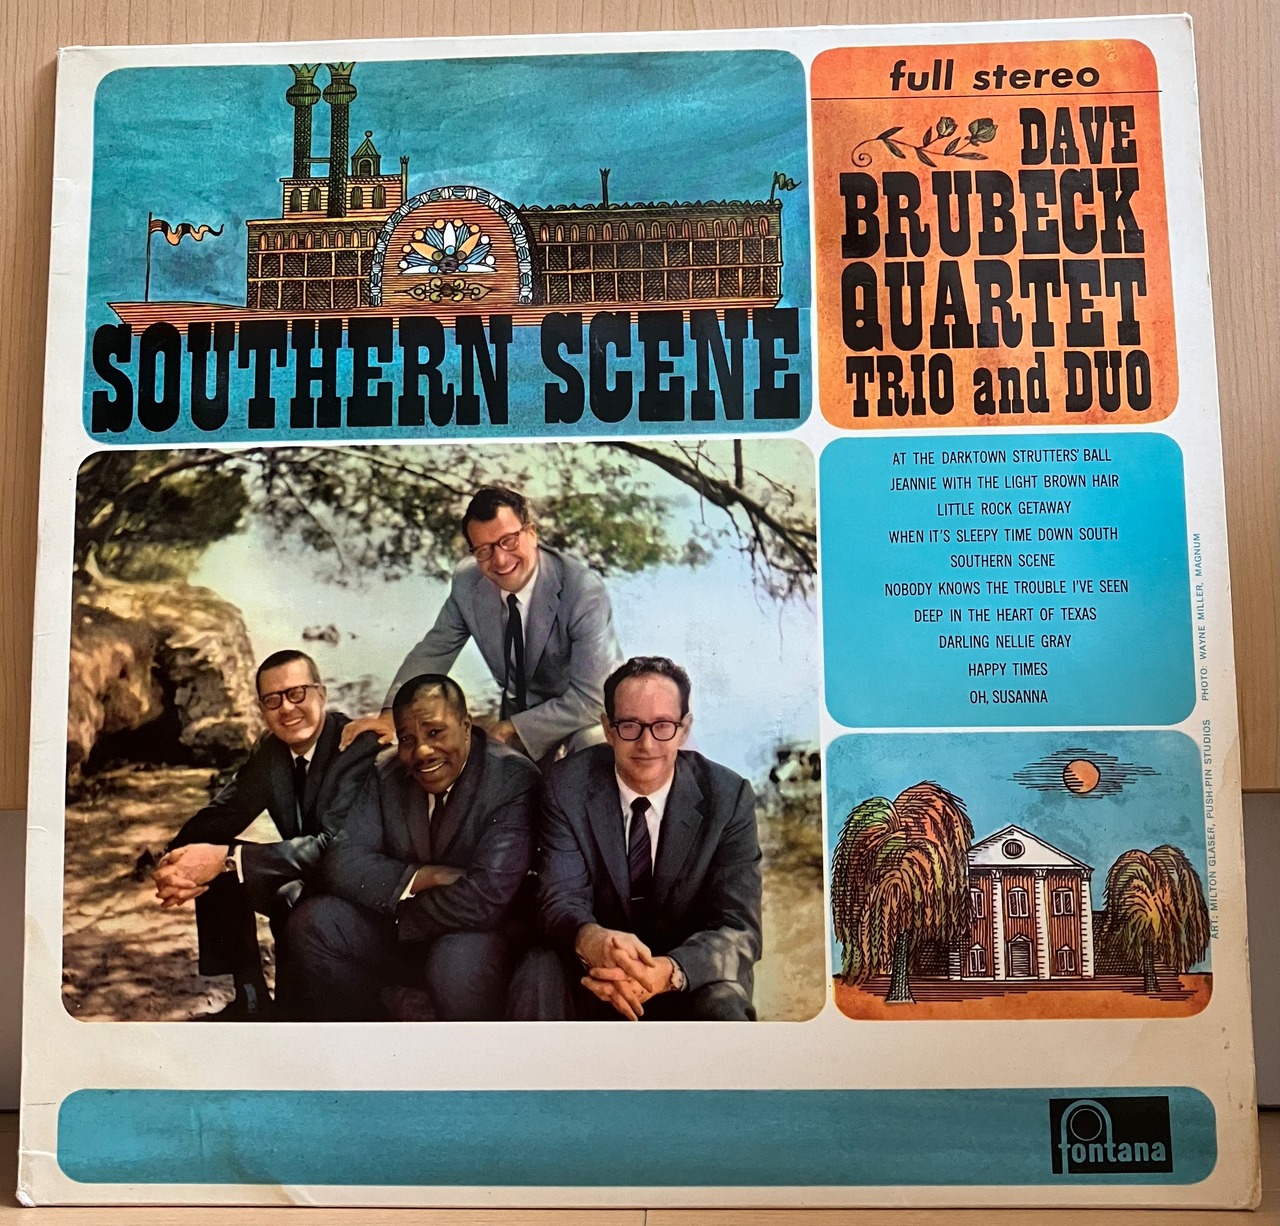 full stereo
DAVE
BRUBECK
QUARTET
TRIO and DUO
SOUTHERN SCENE
AT THE DARKTOWN STRUTTERS' BALL
JEANNIE WITH THE LIGHT BROWN HAIR
LITTLE ROCK GETAWAY
WHEN IT'S SLEEPY TIME DOWN SOUTH
SOUTHERN SCENE
NOBODY KNOWS THE TROUBLE I'VE SEEN
DEEP IN THE HEART OF TEXAS
DARLING NELLIE GRAY
HAPPY TIMES
OH, SUSANNA
ART: MILTON GLASER, PUSH-PIN STUDIOS PHOTO: WAYNE MILLER, MAGNUM
fontana